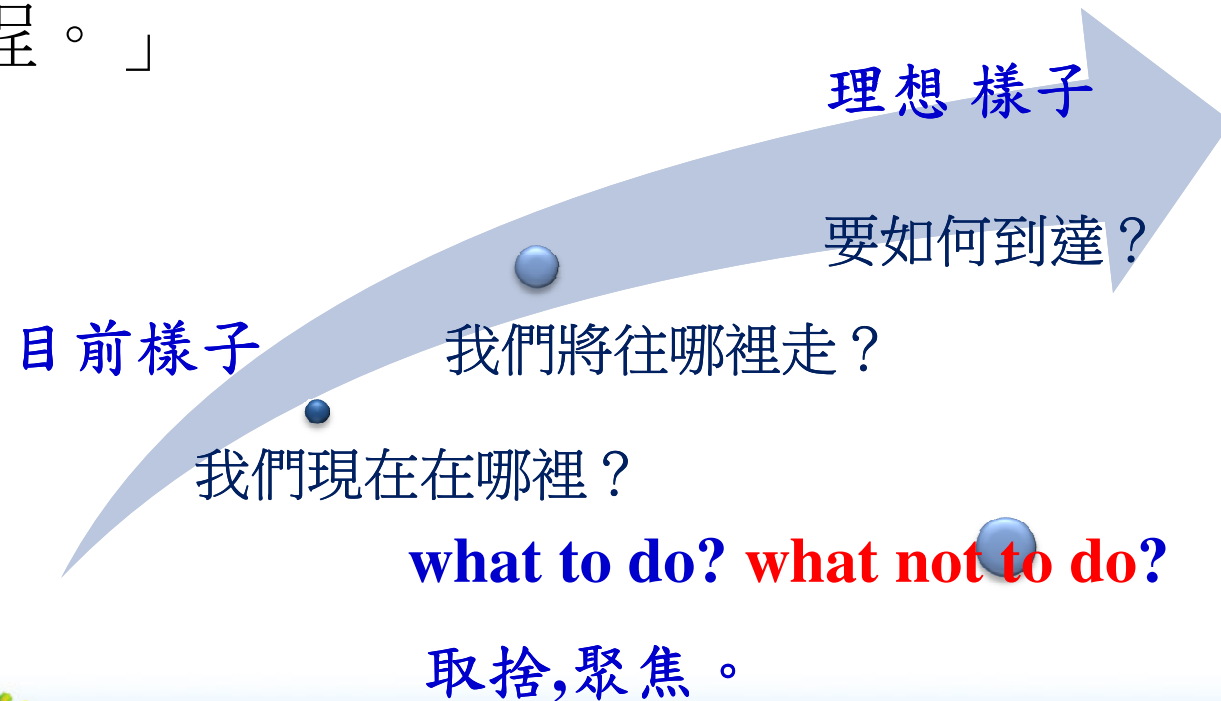 程。」
理想 樣子
要如何到達？
目前樣子
我們將往哪裡走？
我們現在在哪裡？
what to do? what not to do?
取捨,聚焦。